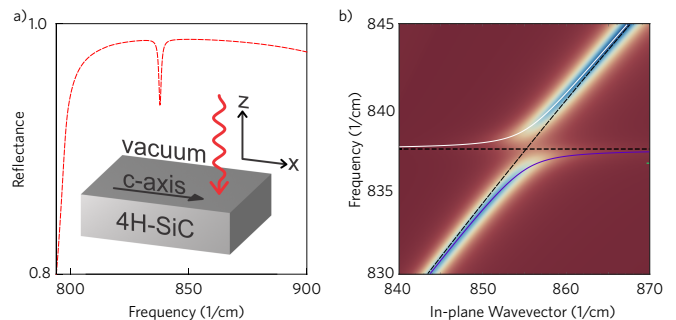 a)
1.0
0.8
Reflectance
800
850
900
Frequency (1/cm)
vacuum
c-axis
4H-SiC
z
x
b)
845
840
835
830
Frequency (1/cm)
840
850
860
870
In-plane Wavevector (1/cm)